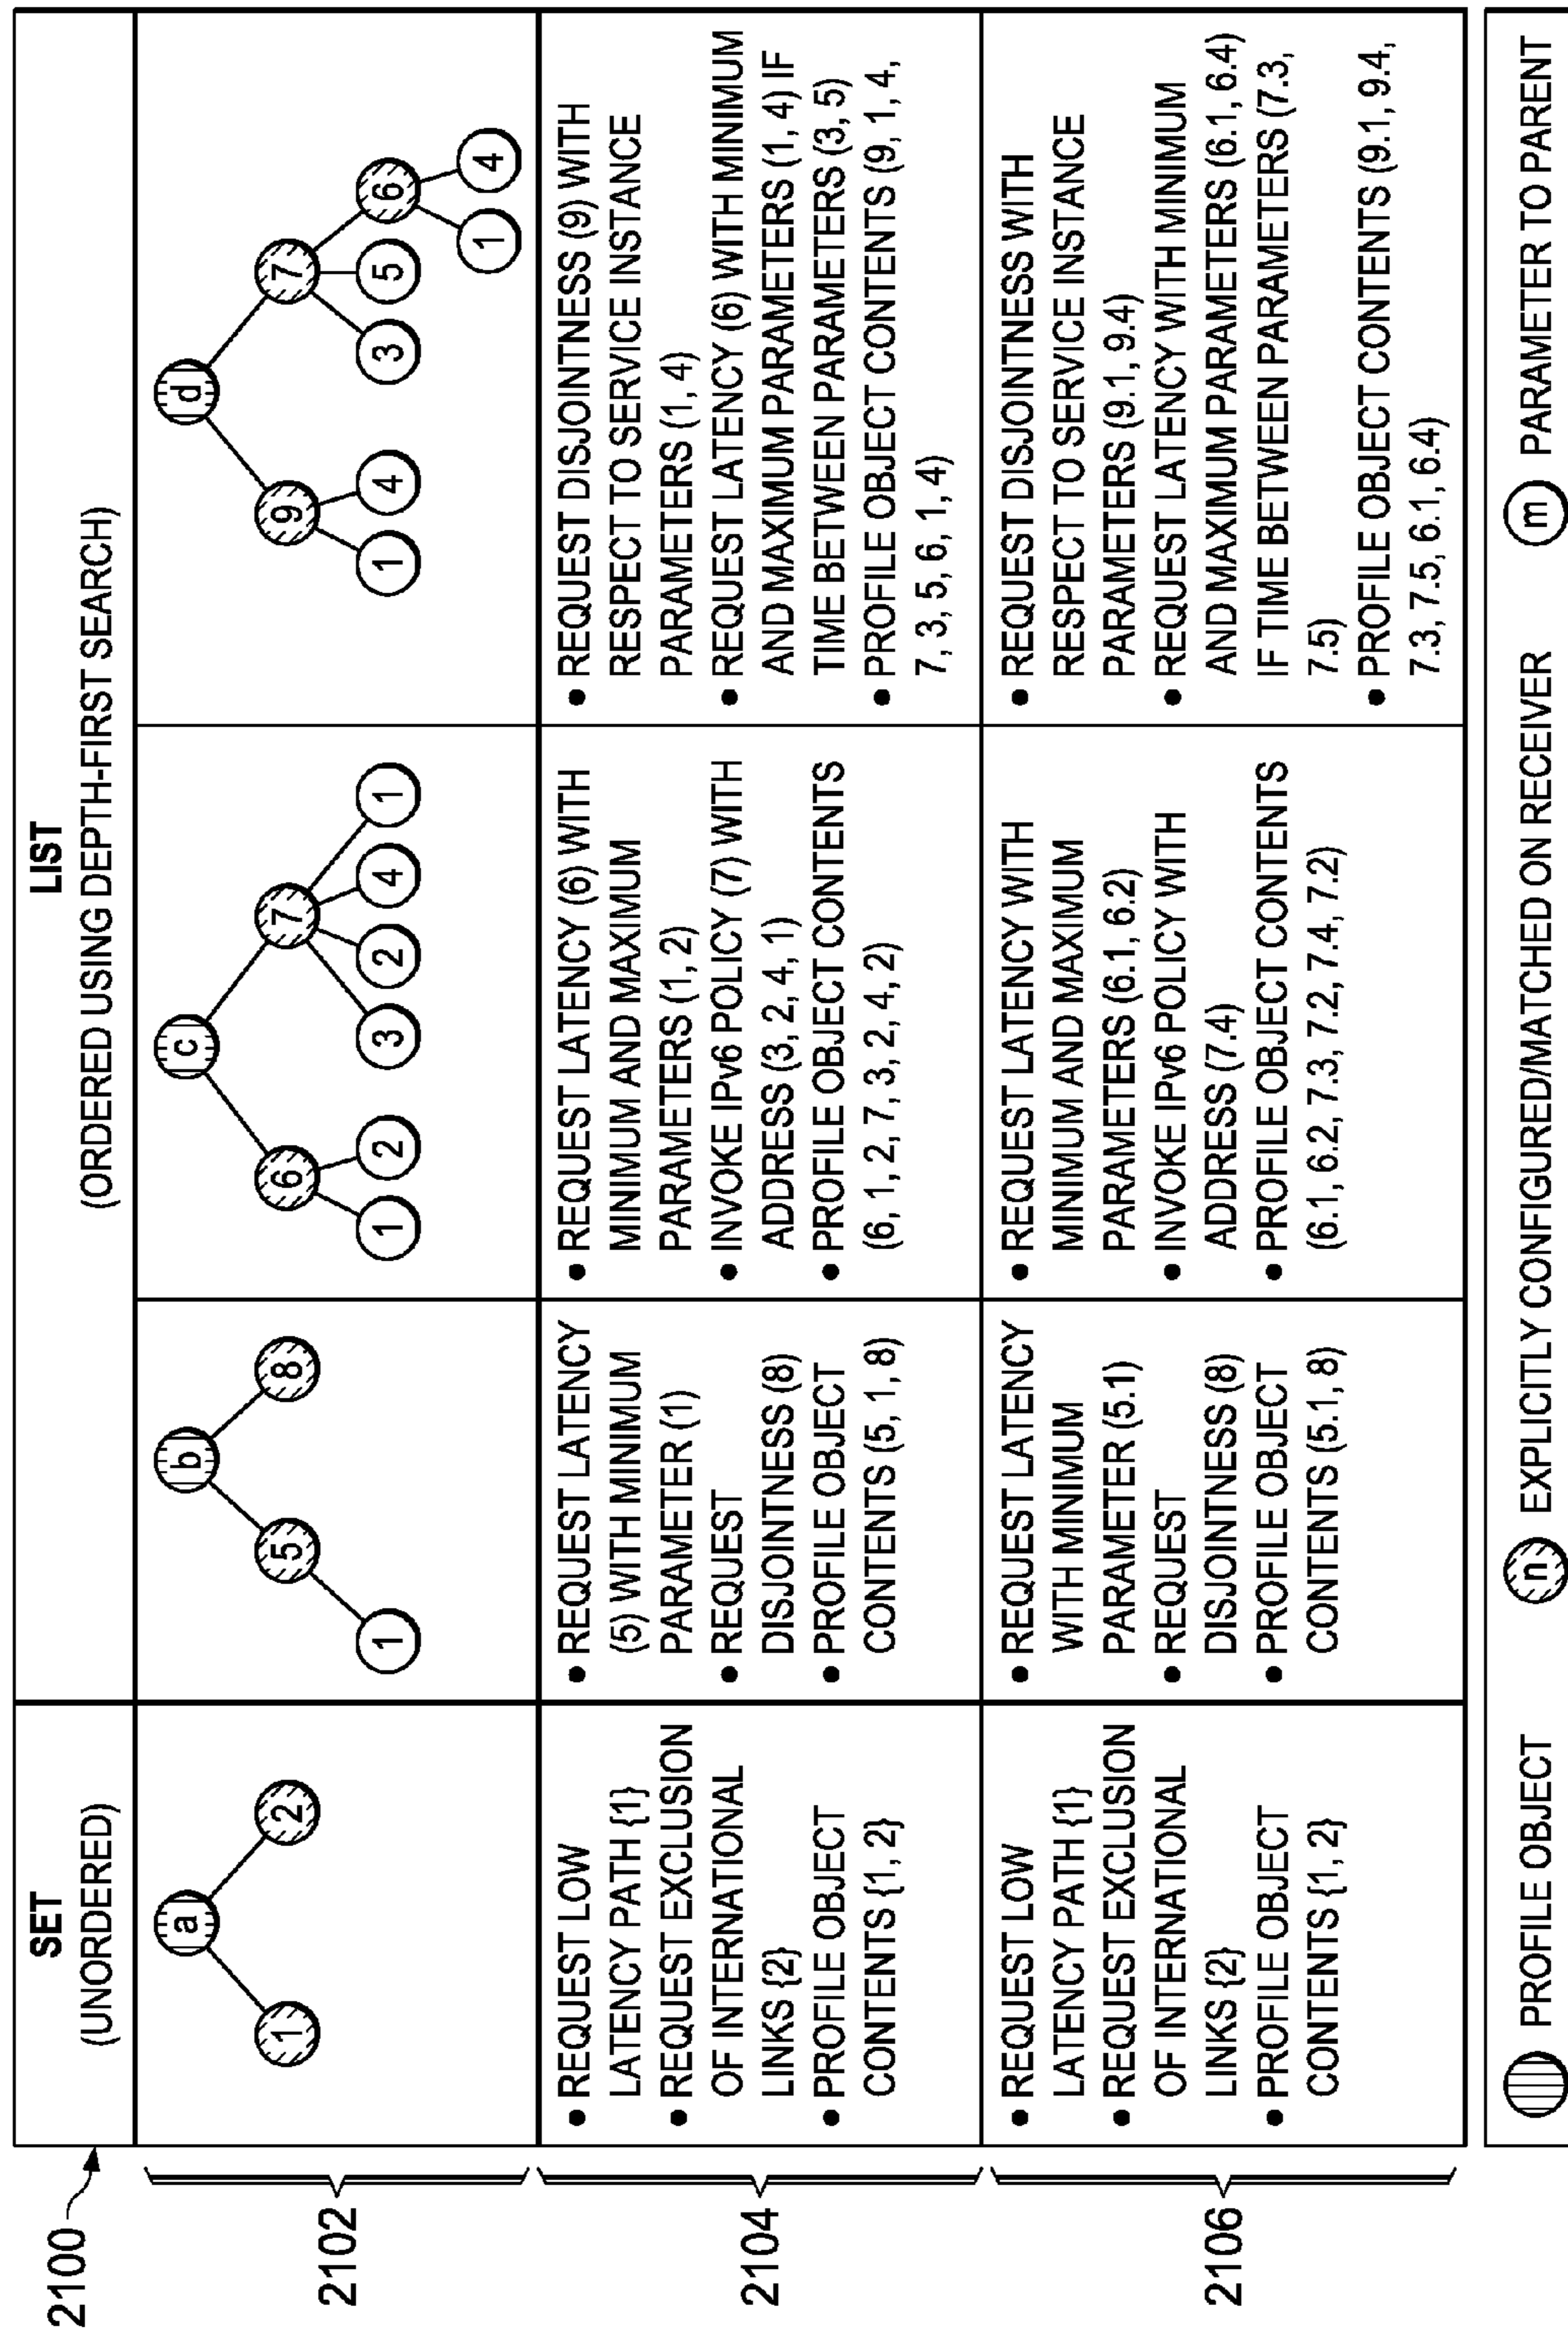 2100
SET
(UNORDERED)
LIST
(ORDERED USING DEPTH-FIRST SEARCH)
2102
a
1
2
b
5
8
1
c
6
7
1
2
3
2
4
1
d
9
7
1
4
3
5
6
1
4
2104
• REQUEST LOW
LATENCY PATH {1}
• REQUEST EXCLUSION
OF INTERNATIONAL
LINKS {2}
• PROFILE OBJECT
CONTENTS {1, 2}
• REQUEST LATENCY
(5) WITH MINIMUM
PARAMETER (1)
• REQUEST
DISJOINTNESS (8)
• PROFILE OBJECT
CONTENTS (5, 1, 8)
• REQUEST LATENCY (6) WITH
MINIMUM AND MAXIMUM
PARAMETERS (1, 2)
• INVOKE IPv6 POLICY (7) WITH
ADDRESS (3, 2, 4, 1)
• PROFILE OBJECT CONTENTS
(6, 1, 2, 7, 3, 2, 4, 2)
• REQUEST DISJOINTNESS (9) WITH
RESPECT TO SERVICE INSTANCE
PARAMETERS (1, 4)
• REQUEST LATENCY (6) WITH MINIMUM
AND MAXIMUM PARAMETERS (1, 4) IF
TIME BETWEEN PARAMETERS (3, 5)
• PROFILE OBJECT CONTENTS (9, 1, 4,
7, 3, 5, 6, 1, 4)
2106
• REQUEST LOW
LATENCY PATH {1}
• REQUEST EXCLUSION
OF INTERNATIONAL
LINKS {2}
• PROFILE OBJECT
CONTENTS {1, 2}
• REQUEST LATENCY
WITH MINIMUM
PARAMETER (5.1)
• REQUEST
DISJOINTNESS (8)
• PROFILE OBJECT
CONTENTS (5.1, 8)
• REQUEST LATENCY WITH
MINIMUM AND MAXIMUM
PARAMETERS (6.1, 6.2)
• INVOKE IPv6 POLICY WITH
ADDRESS (7.4)
• PROFILE OBJECT CONTENTS
(6.1, 6.2, 7.3, 7.2, 7.4, 7.2)
• REQUEST DISJOINTNESS WITH
RESPECT TO SERVICE INSTANCE
PARAMETERS (9.1, 9.4)
• REQUEST LATENCY WITH MINIMUM
AND MAXIMUM PARAMETERS (6.1, 6.4)
IF TIME BETWEEN PARAMETERS (7.3,
7.5)
• PROFILE OBJECT CONTENTS (9.1, 9.4,
7.3, 7.5, 6.1, 6.4)
PROFILE OBJECT
n EXPLICITLY CONFIGURED/MATCHED ON RECEIVER
m PARAMETER TO PARENT